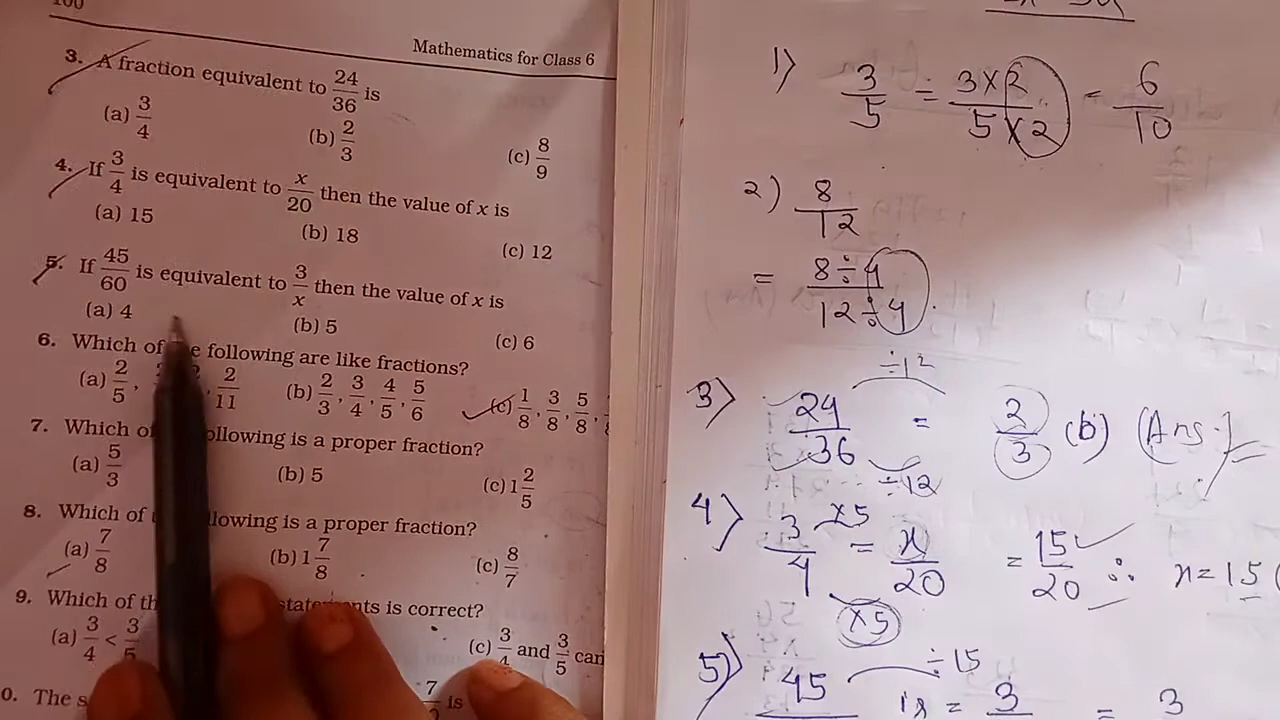 Mathematics for Class 6
3. A fraction equivalent to 24/36 is
(a) 3/4 (b) 2/3 (c) 8/9
4. If 3/4 is equivalent to x/20 then the value of x is
(a) 15 (b) 18 (c) 12
5. If 45/60 is equivalent to 3/x then the value of x is
(a) 4 (b) 5 (c) 6
6. Which of the following are like fractions?
(a) 2/5, 2/11 (b) 2/3, 3/4, 4/5, 5/6 (c) 1/8, 3/8, 5/8,
7. Which of following is a proper fraction?
(a) 5/3 (b) 5 (c) 1 2/5
8. Which of following is a proper fraction?
(a) 7/8 (b) 1 7/8 (c) 8/7
9. Which of statements is correct?
(a) 3/4 < 3/5 (c) 3/4 and 3/5 can
0. The is
1) 3/5 = 3×2/5×2 = 6/10
2) 8/12
= 8÷4/12÷4
÷12
3) 24/36 = 2/3 (b) (Ans.)
÷12
4) 3/4 ×5 = x/20 = 15/20 ∴ x=15
×5
5) 45 ÷15
is = 3 = 3